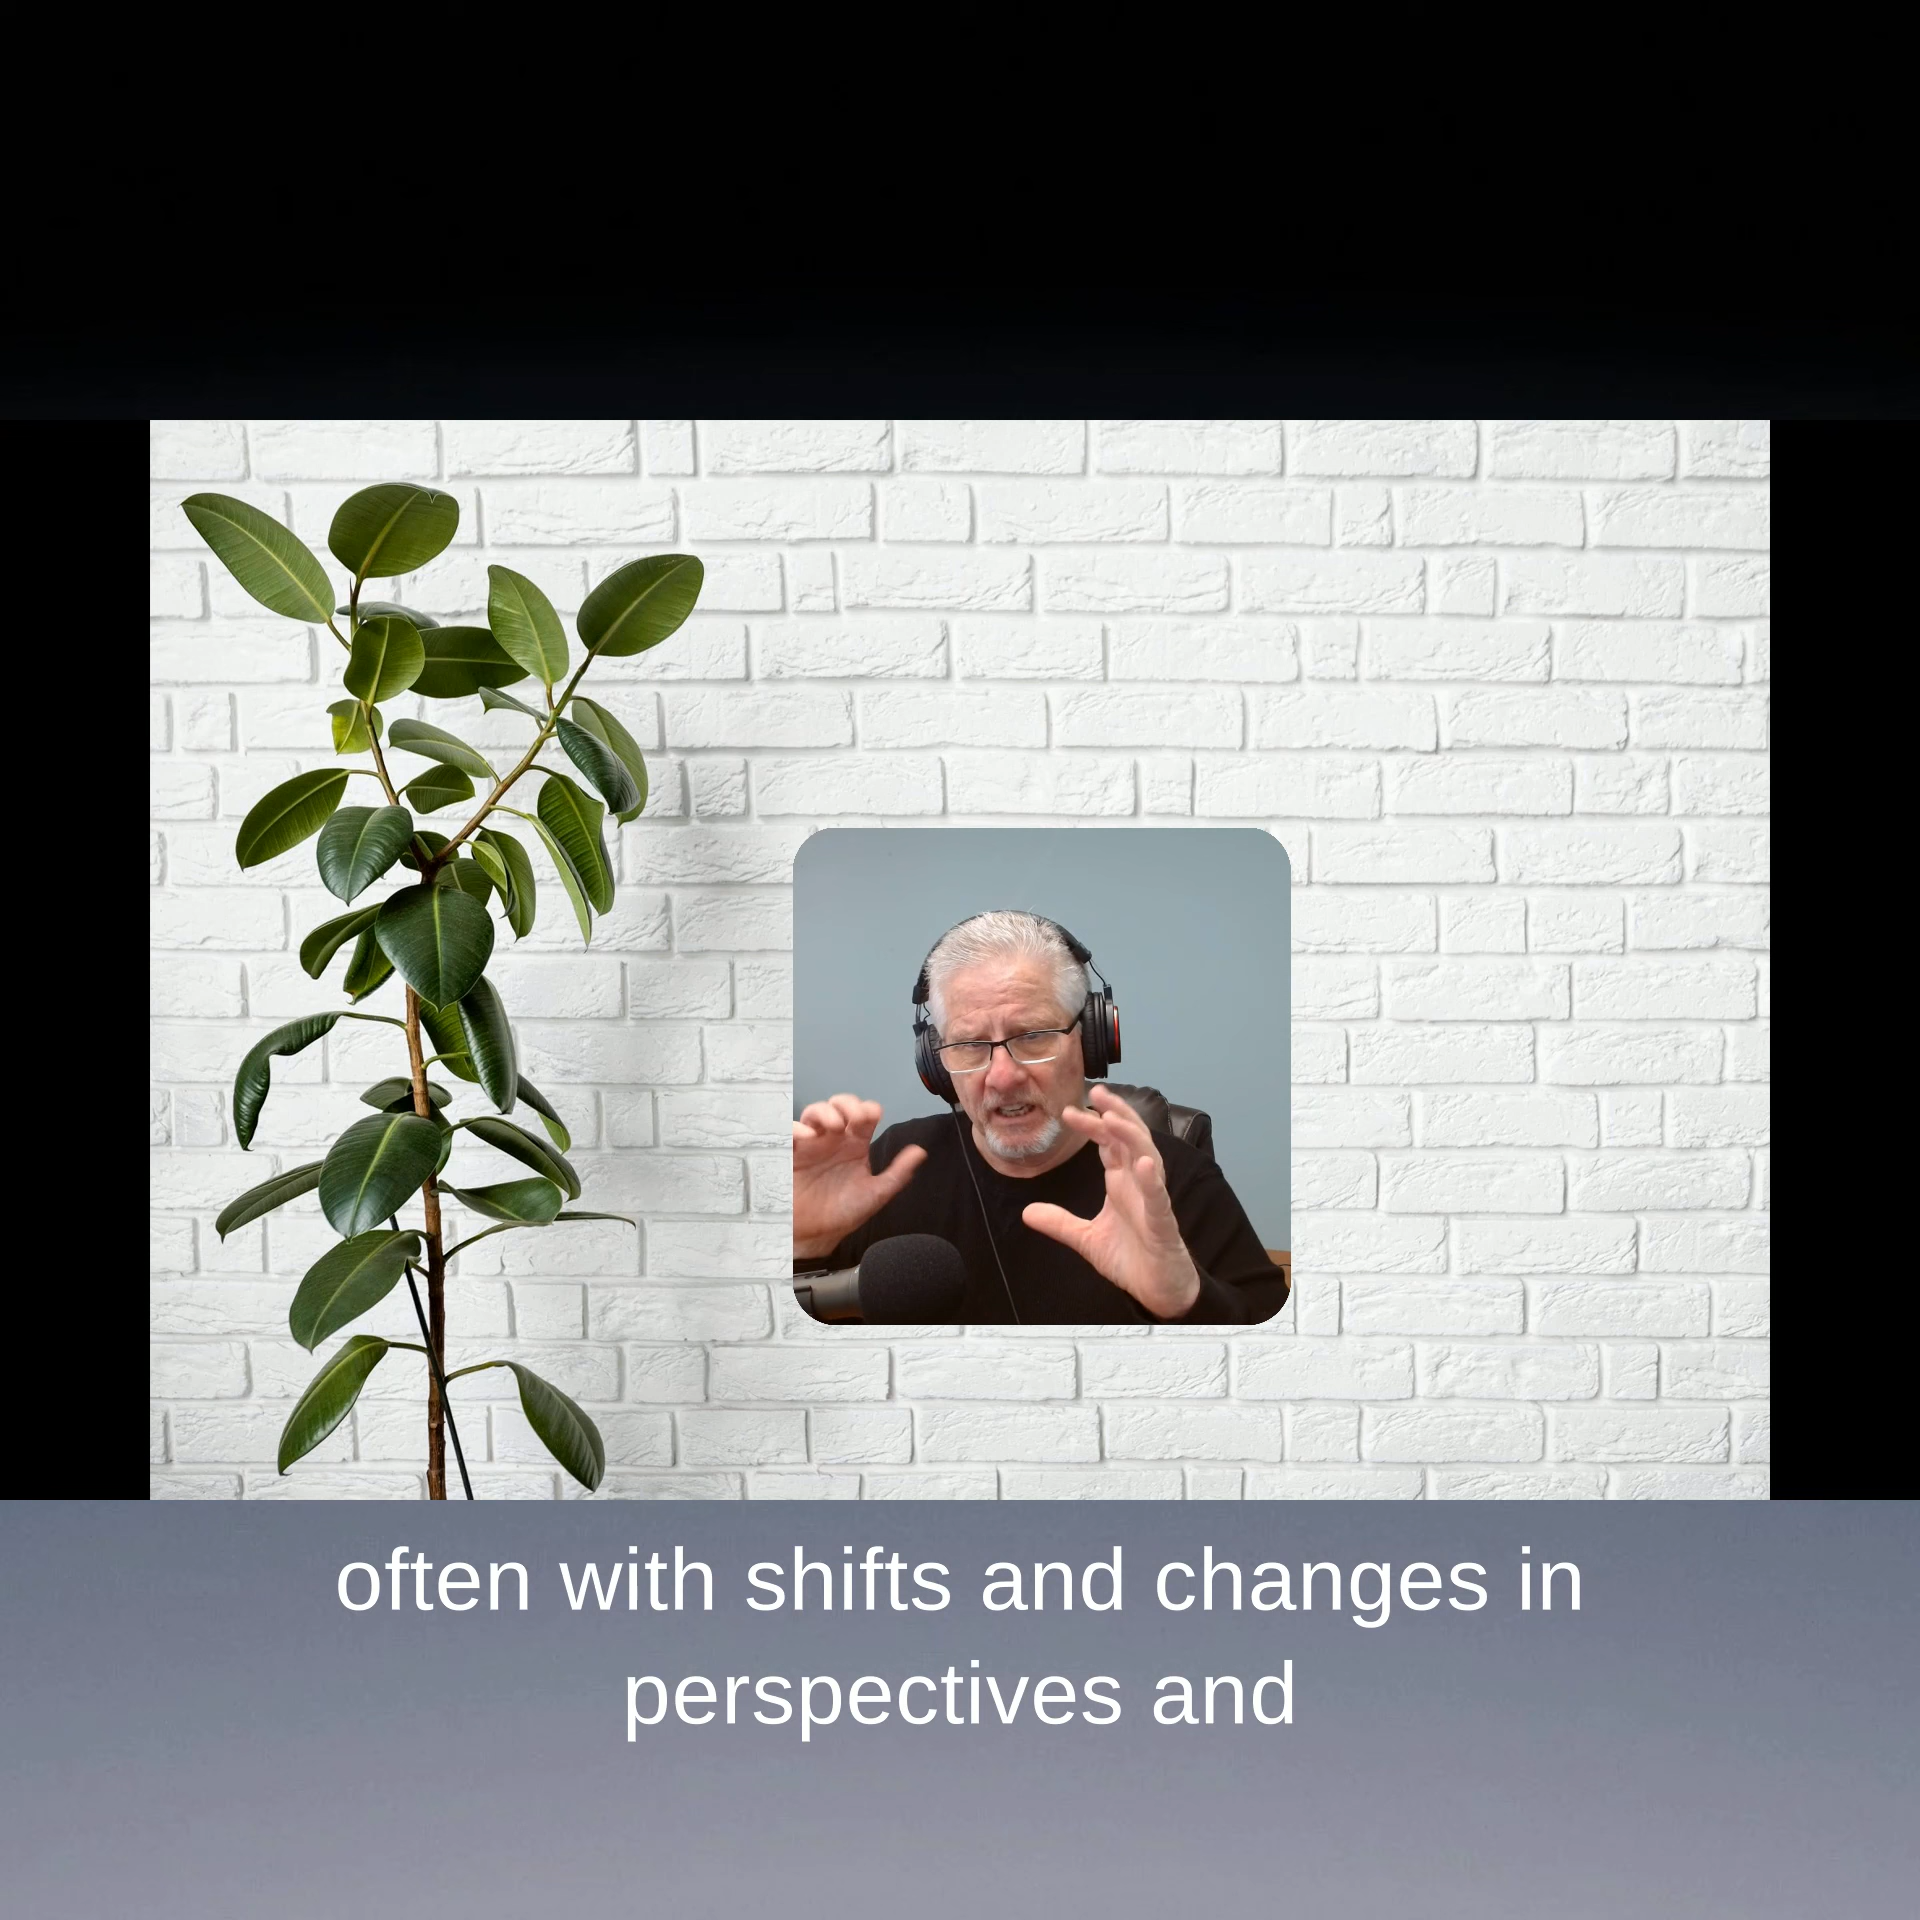 often with shifts and changes in
perspectives and